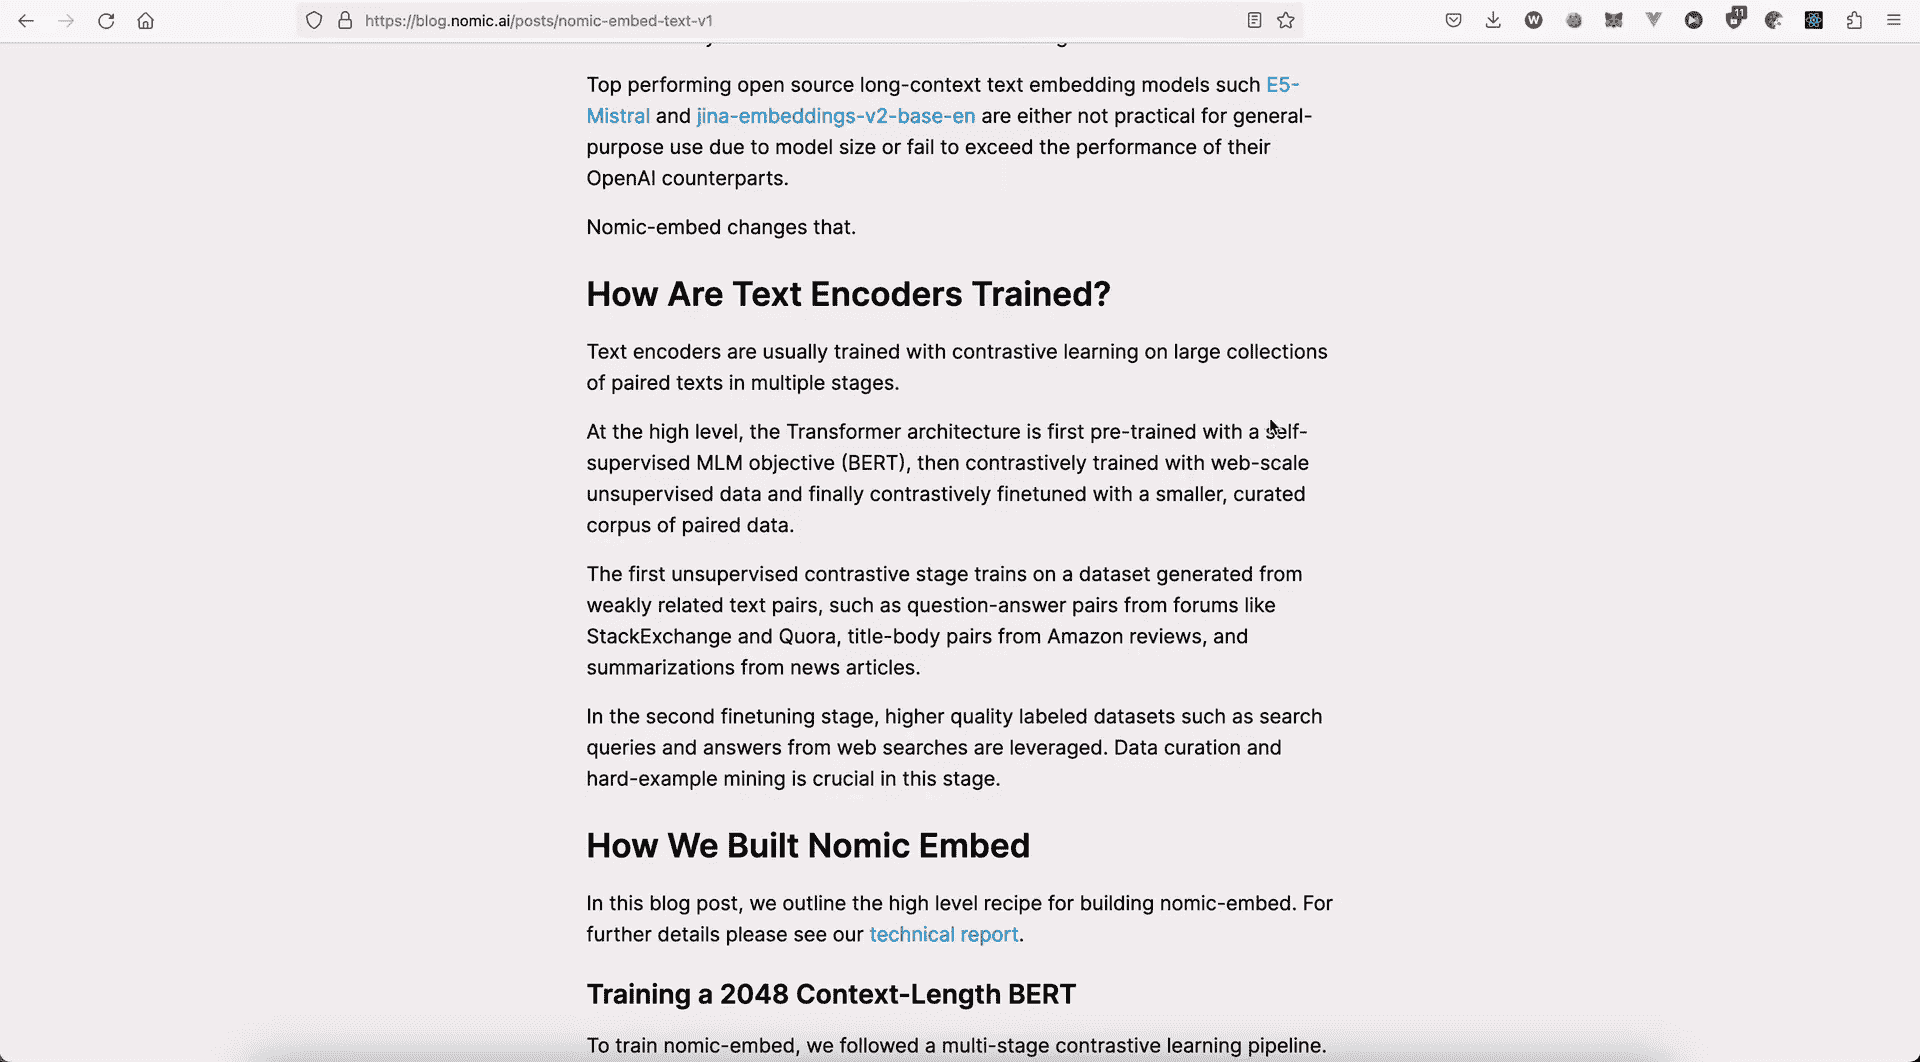 https://blog.nomic.ai/posts/nomic-embed-text-v1
11
W
Top performing open source long-context text embedding models such E5-
Mistral and jina-embeddings-v2-base-en are either not practical for general-
purpose use due to model size or fail to exceed the performance of their
OpenAI counterparts.
Nomic-embed changes that.
How Are Text Encoders Trained?
Text encoders are usually trained with contrastive learning on large collections
of paired texts in multiple stages.
At the high level, the Transformer architecture is first pre-trained with a self-
supervised MLM objective (BERT), then contrastively trained with web-scale
unsupervised data and finally contrastively finetuned with a smaller, curated
corpus of paired data.
The first unsupervised contrastive stage trains on a dataset generated from
weakly related text pairs, such as question-answer pairs from forums like
StackExchange and Quora, title-body pairs from Amazon reviews, and
summarizations from news articles.
In the second finetuning stage, higher quality labeled datasets such as search
queries and answers from web searches are leveraged. Data curation and
hard-example mining is crucial in this stage.
How We Built Nomic Embed
In this blog post, we outline the high level recipe for building nomic-embed. For
further details please see our technical report.
Training a 2048 Context-Length BERT
To train nomic-embed, we followed a multi-stage contrastive learning pipeline.